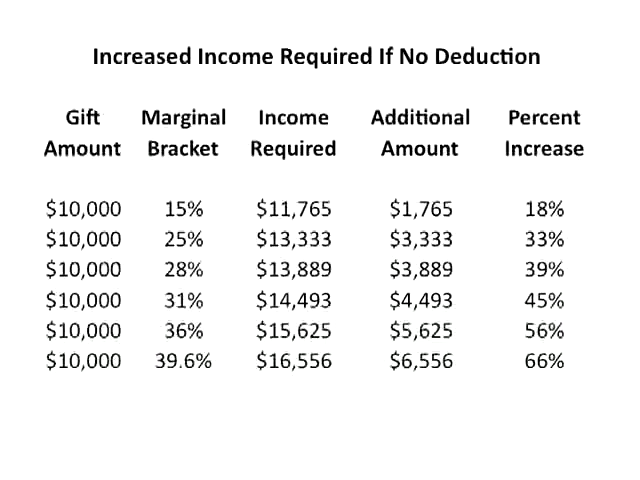 Increased Income Required If No Deduction
Gift Marginal Income Additional Percent
Amount Bracket Required Amount Increase
$10,000 15% $11,765 $1,765 18%
$10,000 25% $13,333 $3,333 33%
$10,000 28% $13,889 $3,889 39%
$10,000 31% $14,493 $4,493 45%
$10,000 36% $15,625 $5,625 56%
$10,000 39.6% $16,556 $6,556 66%